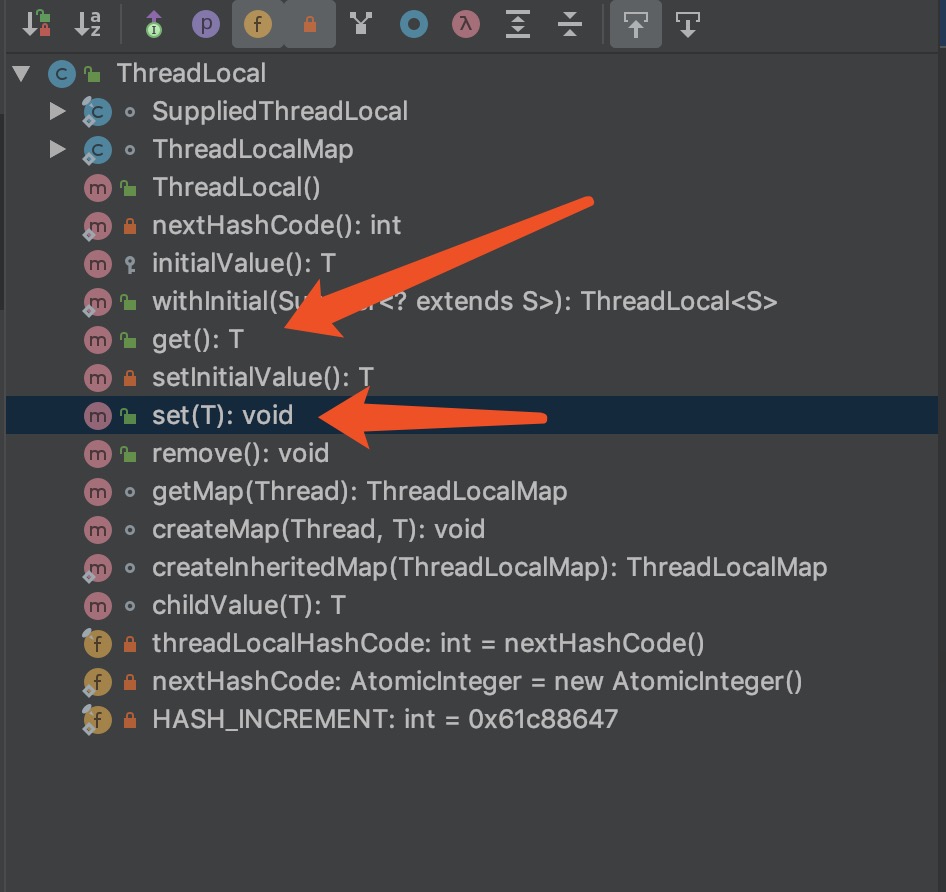 ThreadLocal
SuppliedThreadLocal
ThreadLocalMap
ThreadLocal()
nextHashCode(): int
initialValue(): T
withInitial(Su <? extends S>): ThreadLocal<S>
get(): T
setInitialValue(): T
set(T): void
remove(): void
getMap(Thread): ThreadLocalMap
createMap(Thread, T): void
createInheritedMap(ThreadLocalMap): ThreadLocalMap
childValue(T): T
threadLocalHashCode: int = nextHashCode()
nextHashCode: AtomicInteger = new AtomicInteger()
HASH_INCREMENT: int = 0x61c88647